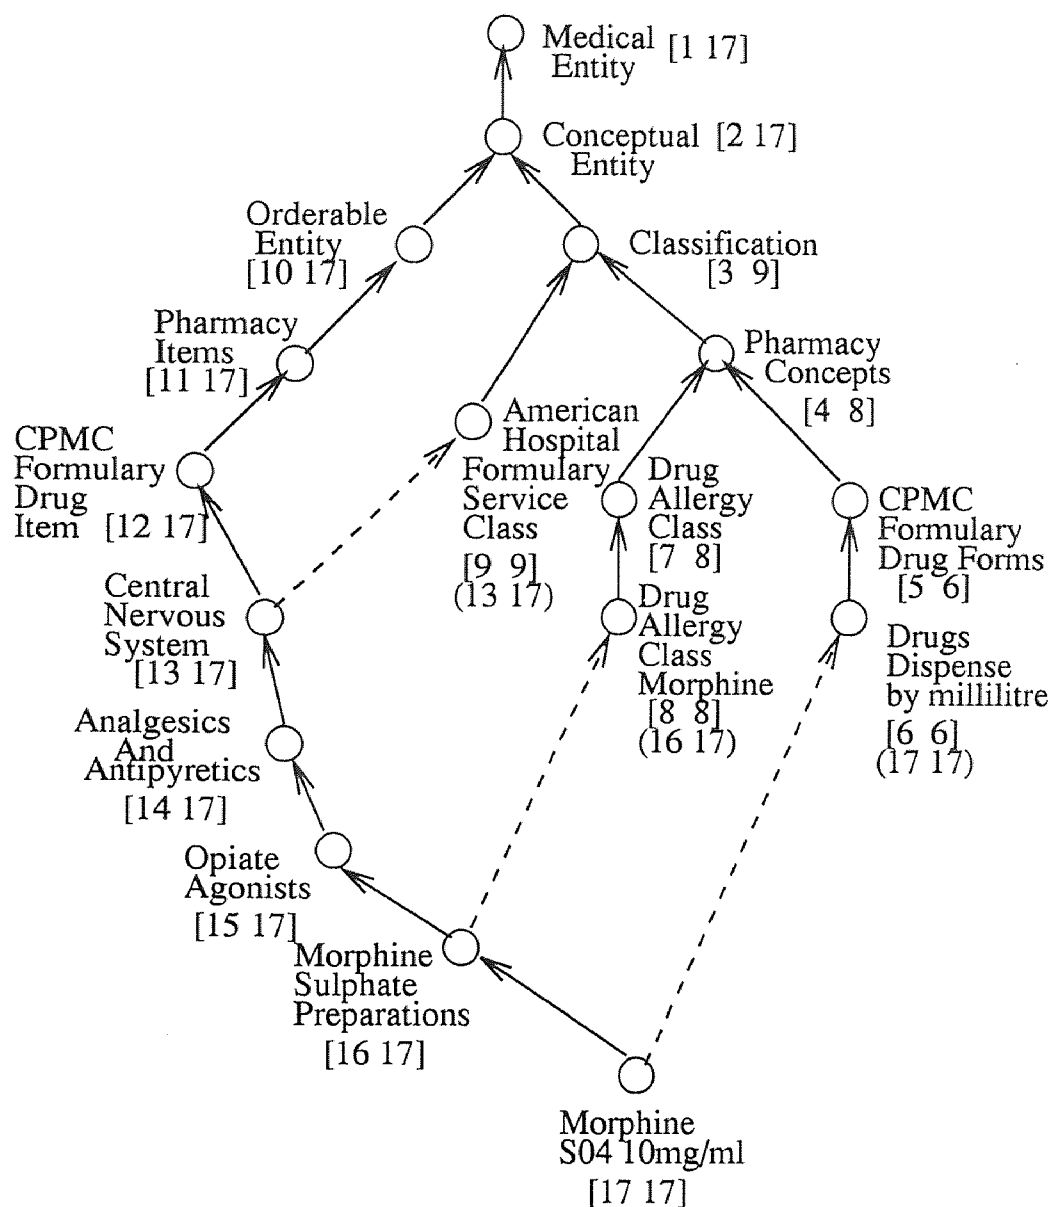 Medical [1 17]
Entity
Conceptual [2 17]
Entity
Orderable
Entity
[10 17]
Classification
[3 9]
Pharmacy
Items
[11 17]
Pharmacy
Concepts
[4 8]
American
Hospital
Formulary
Service
Class
[9 9]
(13 17)
CPMC
Formulary
Drug
Item [12 17]
Drug
Allergy
Class
[7 8]
CPMC
Formulary
Drug Forms
[5 6]
Central
Nervous
System
[13 17]
Drug
Allergy
Class
Morphine
[8 8]
(16 17)
Drugs
Dispense
by millilitre
[6 6]
(17 17)
Analgesics
And
Antipyretics
[14 17]
Opiate
Agonists
[15 17]
Morphine
Sulphate
Preparations
[16 17]
Morphine
S04 10mg/ml
[17 17]